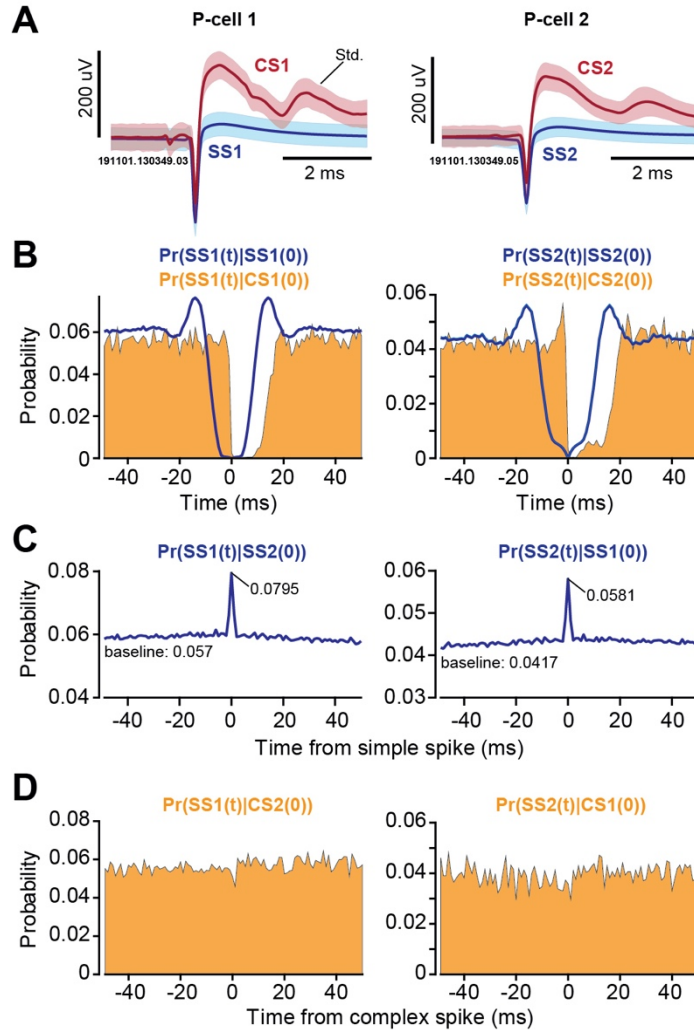 A
P-cell 1
P-cell 2
200 uV
CS1
Std.
SS1
191101.130349.03
2 ms
200 uV
CS2
SS2
191101.130349.05
2 ms
B
Pr(SS1(t)|SS1(0))
Pr(SS1(t)|CS1(0))
Pr(SS2(t)|SS2(0))
Pr(SS2(t)|CS2(0))
Probability
0.06
0.04
0.02
0
-40 -20 0 20 40
Time (ms)
0.06
0.04
0.02
0
-40 -20 0 20 40
Time (ms)
C
Pr(SS1(t)|SS2(0))
Pr(SS2(t)|SS1(0))
Probability
0.08
0.06
0.04
0.0795
baseline: 0.057
-40 -20 0 20 40
0.06
0.05
0.04
0.03
0.0581
baseline: 0.0417
-40 -20 0 20 40
Time from simple spike (ms)
D
Pr(SS1(t)|CS2(0))
Pr(SS2(t)|CS1(0))
Probability
0.08
0.06
0.04
0.02
0
-40 -20 0 20 40
0.06
0.04
0.02
0
-40 -20 0 20 40
Time from complex spike (ms)